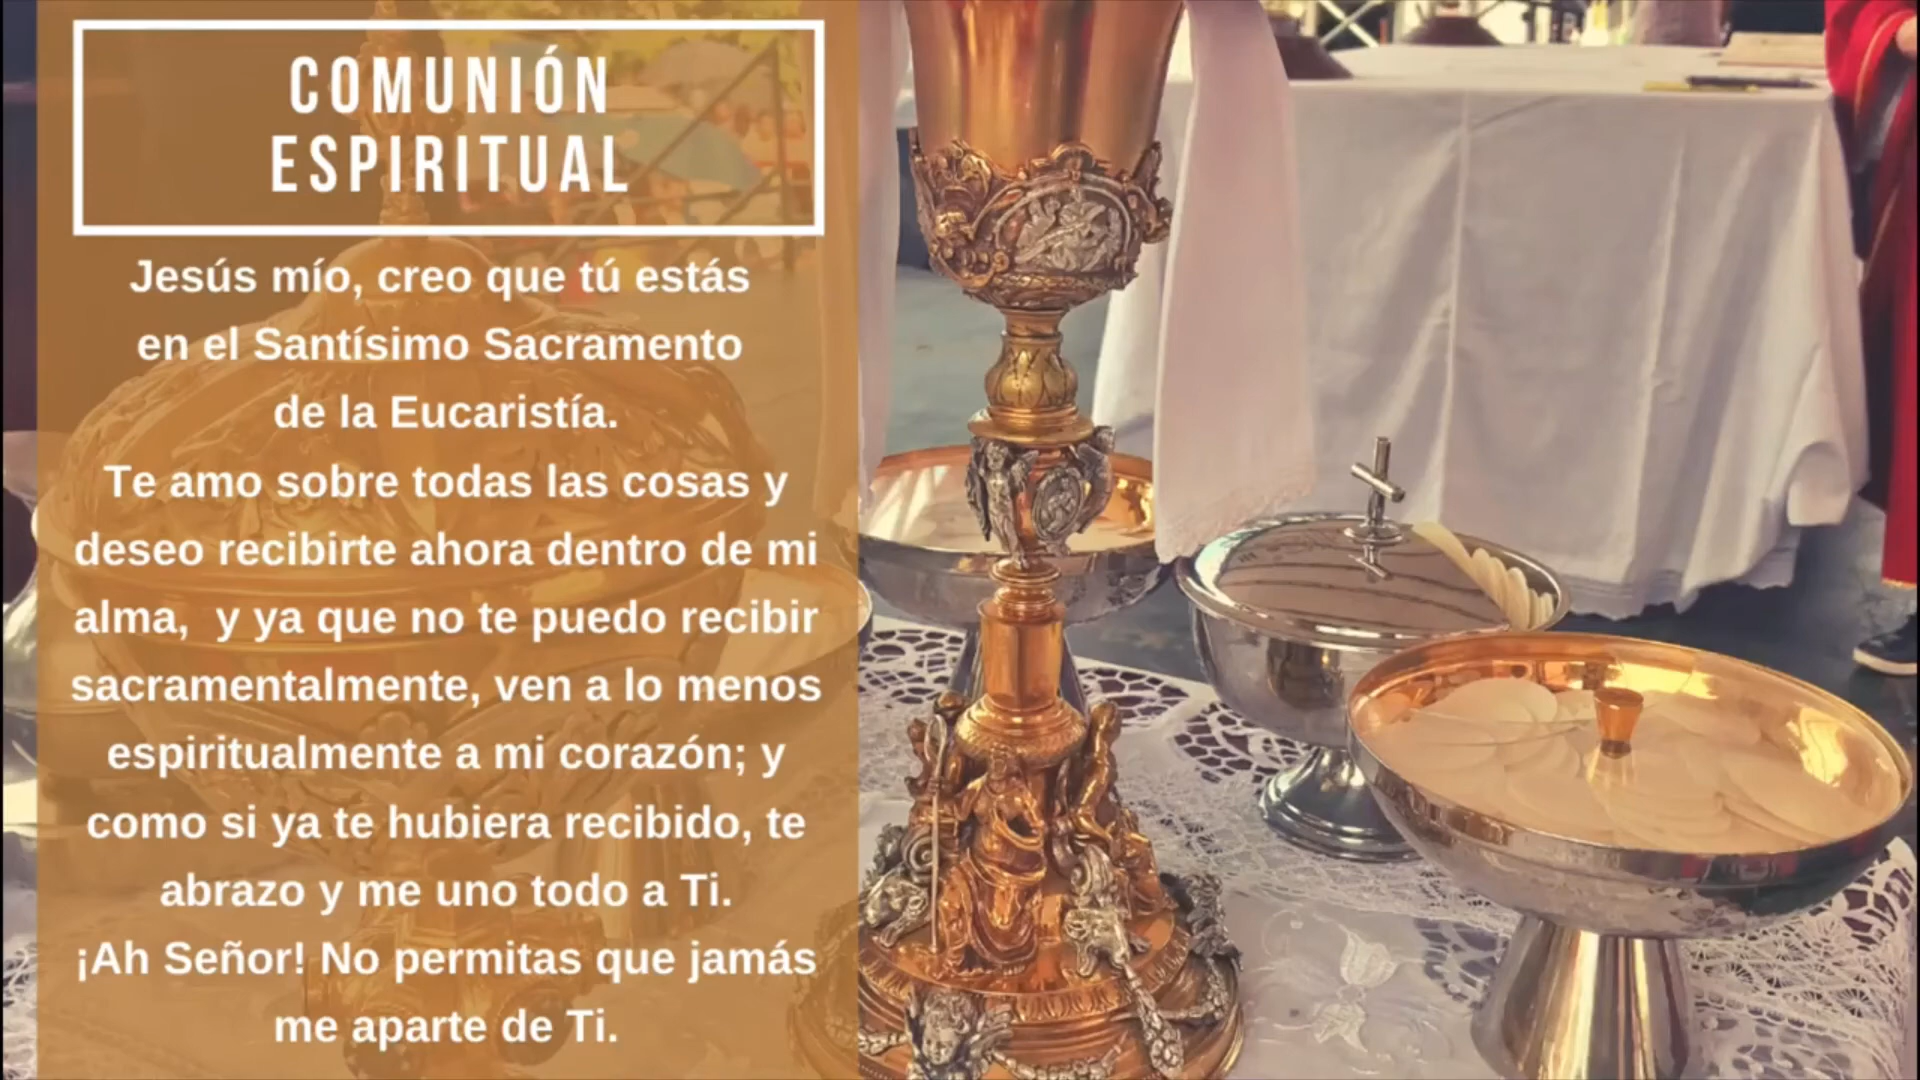 COMUNIÓN
ESPIRITUAL
Jesús mío, creo que tú estás
en el Santísimo Sacramento
de la Eucaristía.
Te amo sobre todas las cosas y
deseo recibirte ahora dentro de mi
alma,  y ya que no te puedo recibir
sacramentalmente, ven a lo menos
espiritualmente a mi corazón; y
como si ya te hubiera recibido, te
abrazo y me uno todo a Ti.
¡Ah Señor! No permitas que jamás
me aparte de Ti.